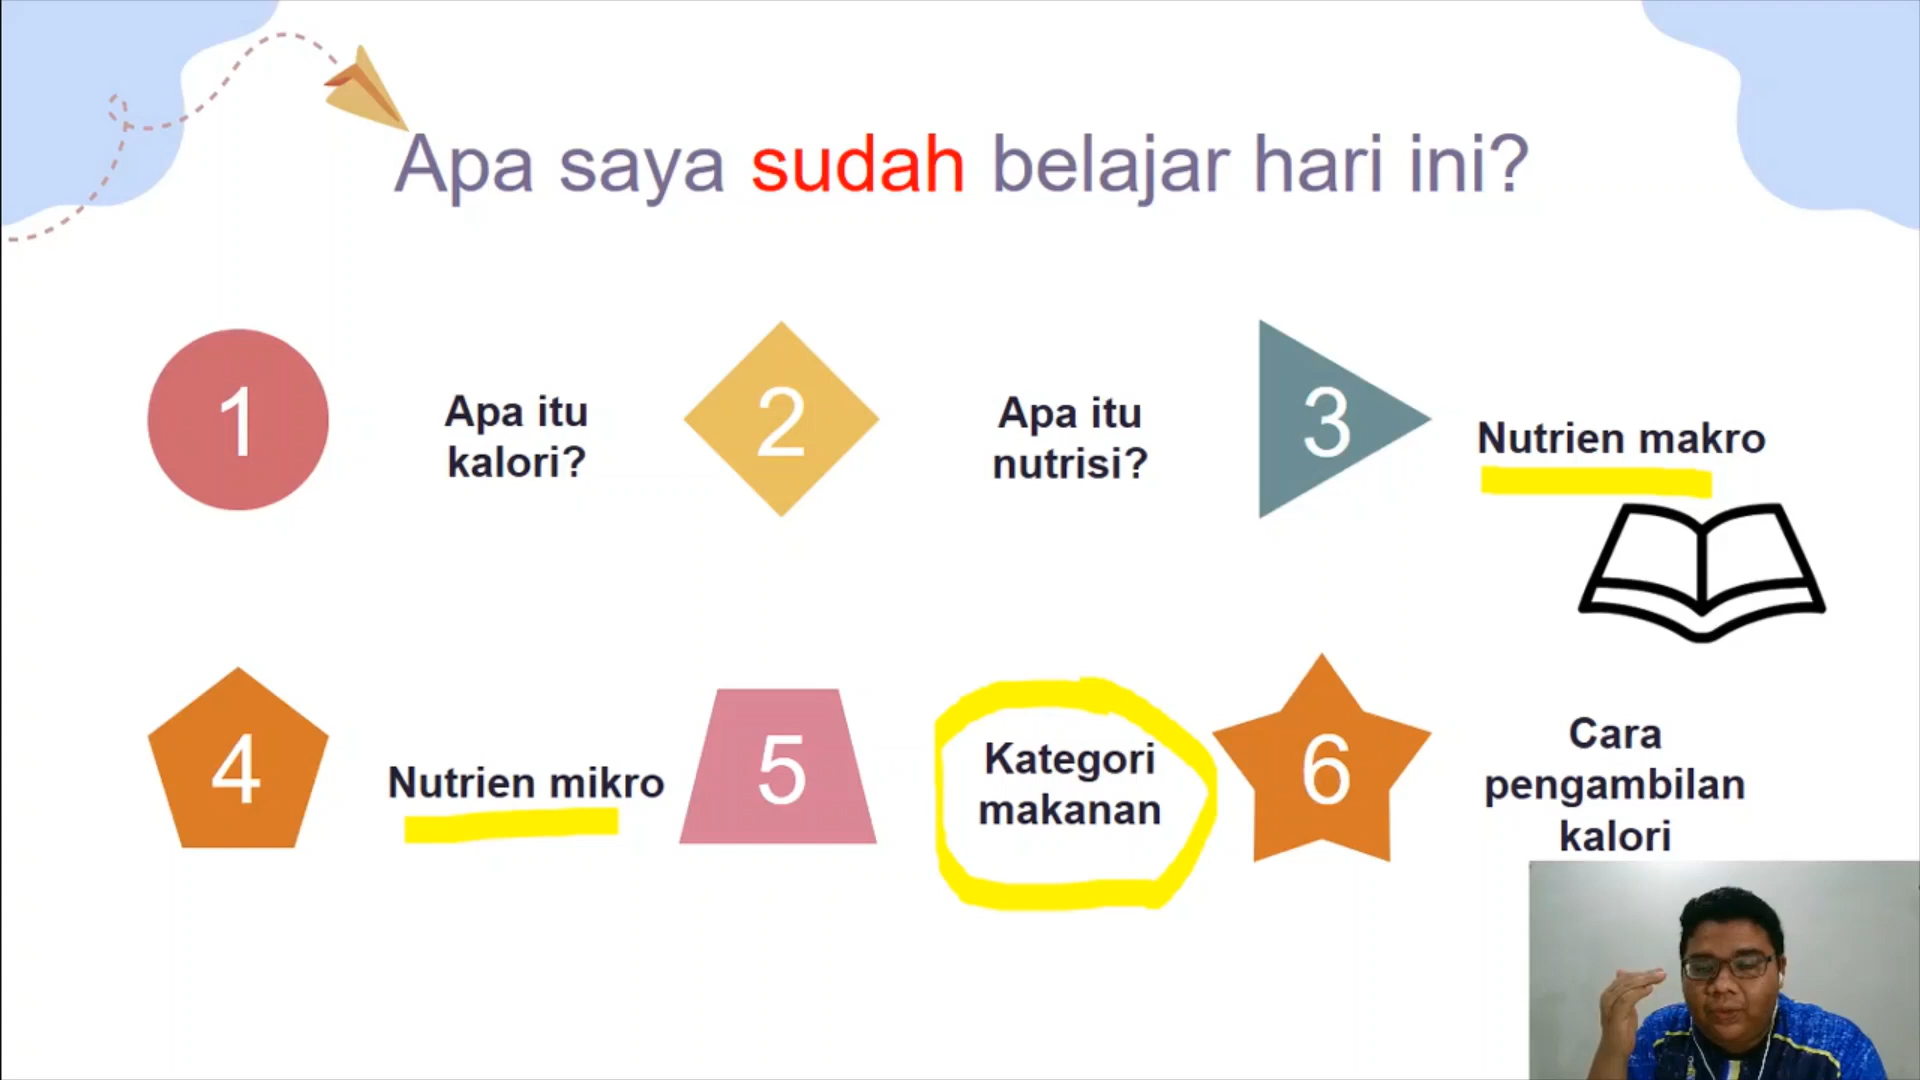 Apa saya sudah belajar hari ini?
1
Apa itu
kalori?
2
Apa itu
nutrisi?
3
Nutrien makro
4
Nutrien mikro
5
Kategori
makanan
6
Cara
pengambilan
kalori